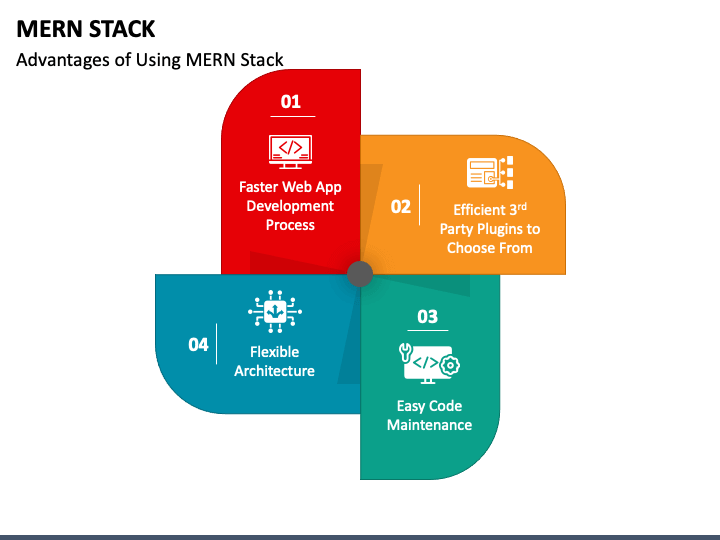 MERN STACK
Advantages of Using MERN Stack
01
</>
Faster Web App
Development
Process
02
Efficient 3rd
Party Plugins to
Choose From
03
</>
Easy Code
Maintenance
04
Flexible
Architecture